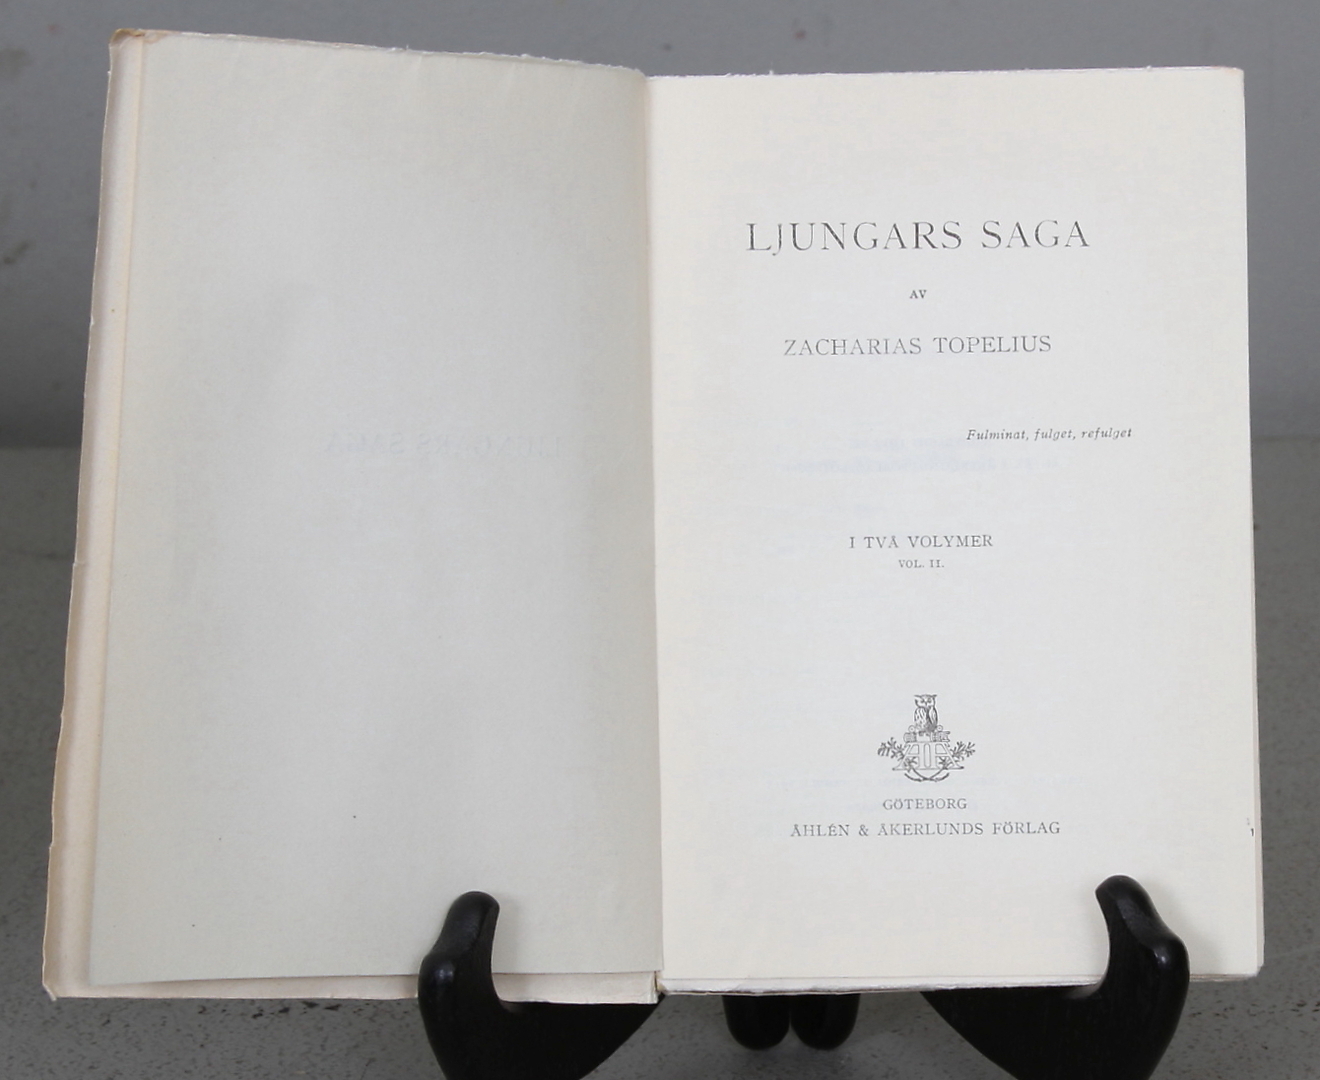 LJUNGARS SAGA
AV
ZACHARIAS TOPELIUS
Fulminat, fulget, refulget
I TVÅ VOLYMER
VOL. II.
GÖTEBORG
ÅHLÉN & ÅKERLUNDS FÖRLAG